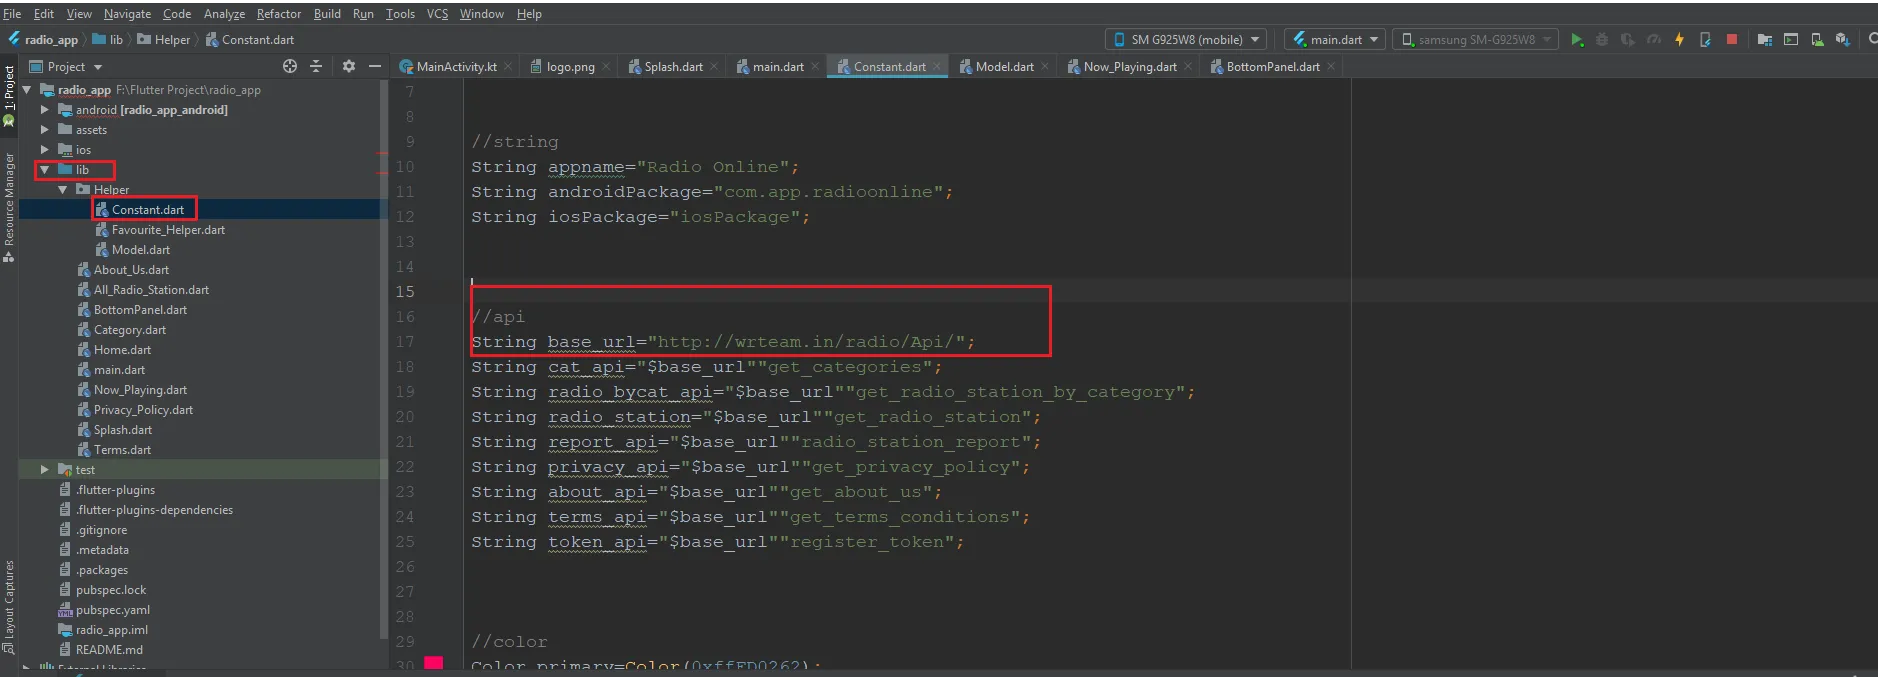 File Edit View Navigate Code Analyze Refactor Build Run Tools VCS Window Help
radio_app lib Helper Constant.dart
SM G925W8 (mobile) main.dart samsung SM-G925W8
Project
MainActivity.kt logo.png Splash.dart main.dart Constant.dart Model.dart Now_Playing.dart BottomPanel.dart
1: Project
Resource Manager
Layout Captures
radio_app F:\Flutter Project\radio_app
android [radio_app_android]
assets
ios
lib
Helper
Constant.dart
Favourite_Helper.dart
Model.dart
About_Us.dart
All_Radio_Station.dart
BottomPanel.dart
Category.dart
Home.dart
main.dart
Now_Playing.dart
Privacy_Policy.dart
Splash.dart
Terms.dart
test
.flutter-plugins
.flutter-plugins-dependencies
.gitignore
.metadata
.packages
pubspec.lock
pubspec.yaml
radio_app.iml
README.md
External Libraries
7
8
9 //string
10 String appname="Radio Online";
11 String androidPackage="com.app.radioonline";
12 String iosPackage="iosPackage";
13
14
15
16 //api
17 String base_url="http://wrteam.in/radio/Api/";
18 String cat_api="$base_url""get_categories";
19 String radio_bycat_api="$base_url""get_radio_station_by_category";
20 String radio_station="$base_url""get_radio_station";
21 String report_api="$base_url""radio_station_report";
22 String privacy_api="$base_url""get_privacy_policy";
23 String about_api="$base_url""get_about_us";
24 String terms_api="$base_url""get_terms_conditions";
25 String token_api="$base_url""register_token";
26
27
28
29 //color
30 Color primary=Color(0xffFD0262);